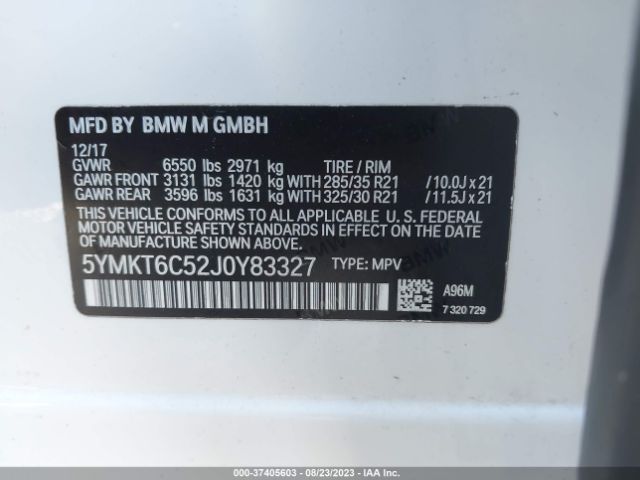 MFD BY BMW M GMBH
12/17
GVWR 6550 lbs 2971 kg TIRE / RIM
GAWR FRONT 3131 lbs 1420 kg WITH 285/35 R21 / 10.0J x 21
GAWR REAR 3596 lbs 1631 kg WITH 325/30 R21 / 11.5J x 21
THIS VEHICLE CONFORMS TO ALL APPLICABLE U. S. FEDERAL
MOTOR VEHICLE SAFETY STANDARDS IN EFFECT ON THE DATE
OF MANUFACTURE SHOWN ABOVE.
5YMKT6C52J0Y83327 TYPE: MPV
A96M
7 320 729
000-37405603 / 08/23/2023 / COPYRIGHT IAA